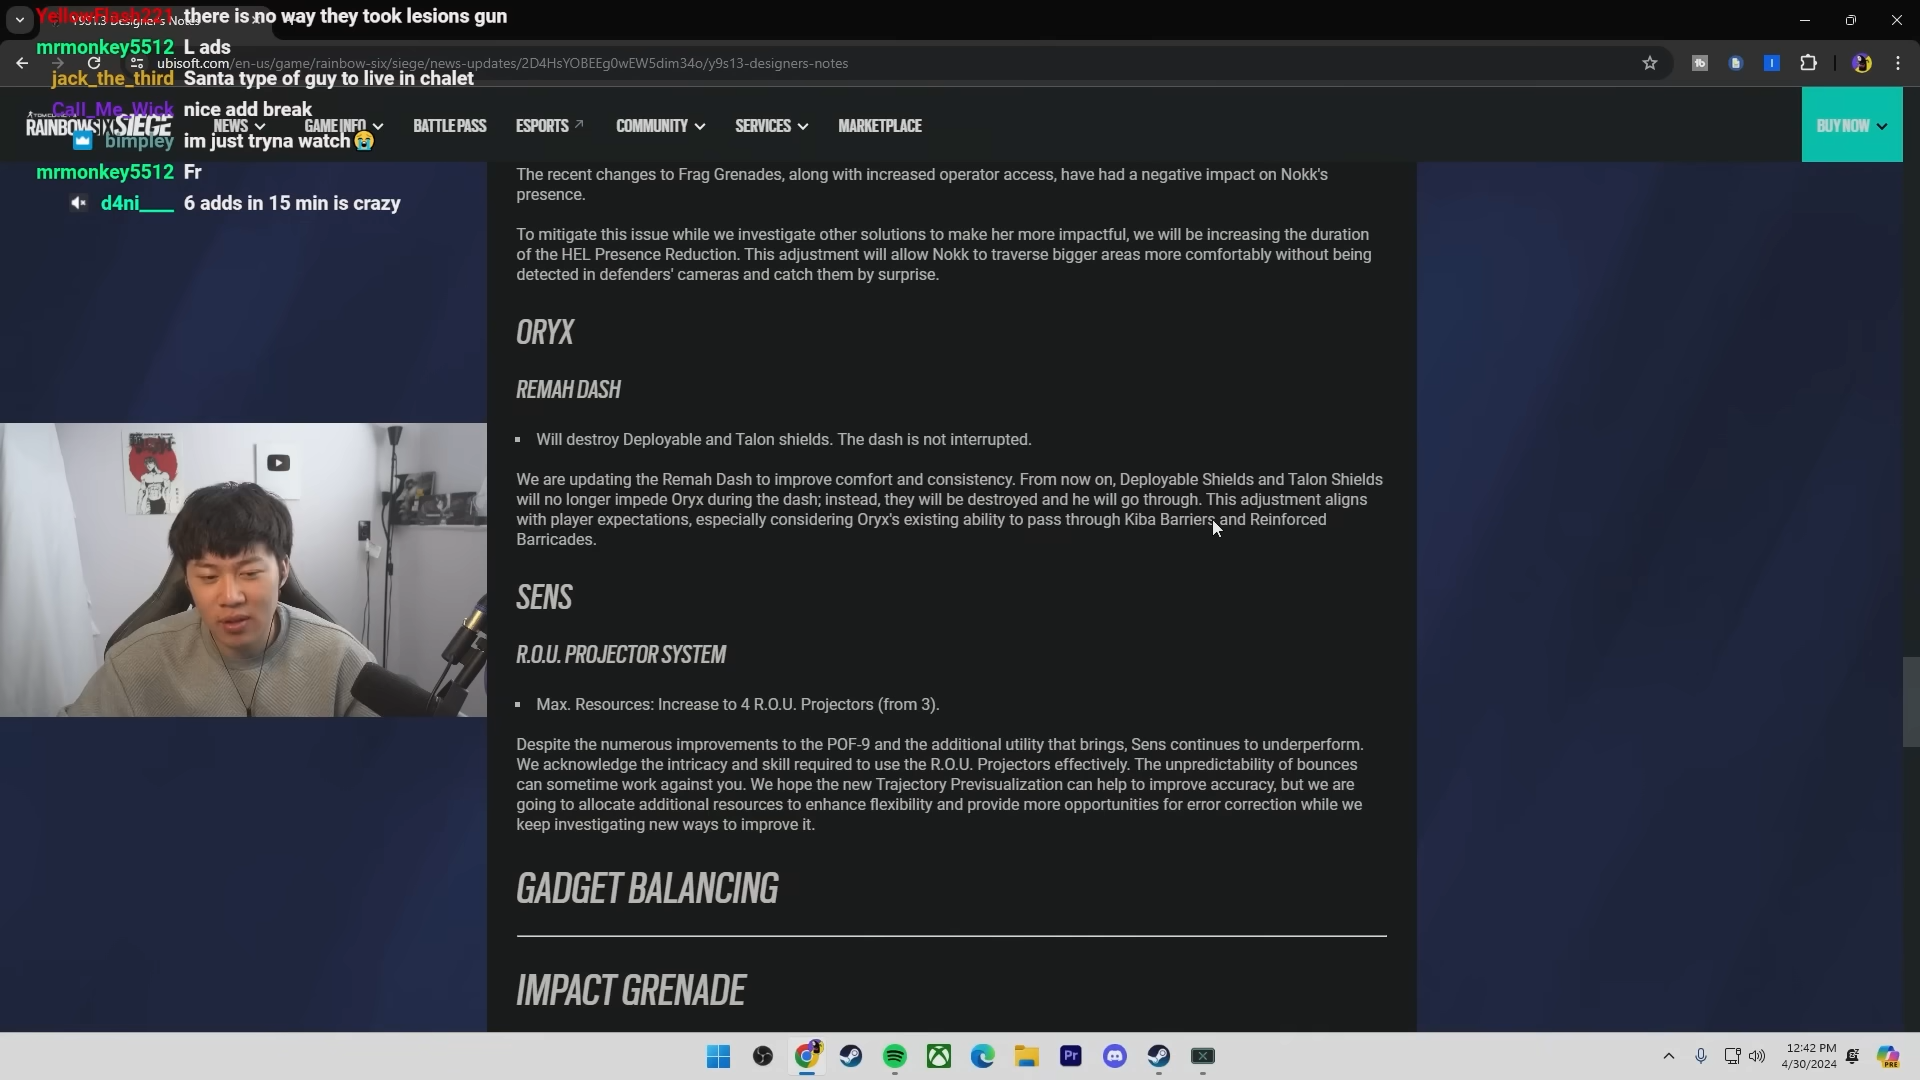 YellowFlash221 there is no way they took lesions gun
mrmonkey5512 L ads
ubisoft.com/en-us/game/rainbow-six/siege/news-updates/2D4HsYOBEEg0wEW5dim34o/y9s13-designers-notes
jack_the_third Santa type of guy to live in chalet
Call_Me_Wick nice add break
RAINBOWSIX SIEGE NEWS GAME INFO BATTLE PASS ESPORTS COMMUNITY SERVICES MARKETPLACE BUY NOW
bimpley im just tryna watch😭
mrmonkey5512 Fr
d4ni____ 6 adds in 15 min is crazy
The recent changes to Frag Grenades, along with increased operator access, have had a negative impact on Nokk's
presence.
To mitigate this issue while we investigate other solutions to make her more impactful, we will be increasing the duration
of the HEL Presence Reduction. This adjustment will allow Nokk to traverse bigger areas more comfortably without being
detected in defenders' cameras and catch them by surprise.
ORYX
REMAH DASH
▪ Will destroy Deployable and Talon shields. The dash is not interrupted.
We are updating the Remah Dash to improve comfort and consistency. From now on, Deployable Shields and Talon Shields
will no longer impede Oryx during the dash; instead, they will be destroyed and he will go through. This adjustment aligns
with player expectations, especially considering Oryx's existing ability to pass through Kiba Barriers and Reinforced
Barricades.
SENS
R.O.U. PROJECTOR SYSTEM
▪ Max. Resources: Increase to 4 R.O.U. Projectors (from 3).
Despite the numerous improvements to the POF-9 and the additional utility that brings, Sens continues to underperform.
We acknowledge the intricacy and skill required to use the R.O.U. Projectors effectively. The unpredictability of bounces
can sometime work against you. We hope the new Trajectory Previsualization can help to improve accuracy, but we are
going to allocate additional resources to enhance flexibility and provide more opportunities for error correction while we
keep investigating new ways to improve it.
GADGET BALANCING
IMPACT GRENADE
Pr
12:42 PM
4/30/2024
PRE